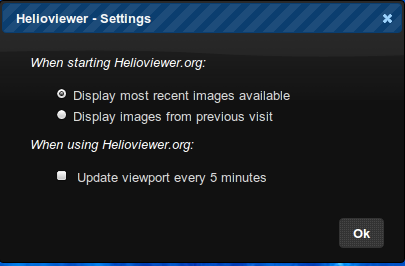 Helioviewer - Settings
When starting Helioviewer.org:
Display most recent images available
Display images from previous visit
When using Helioviewer.org:
Update viewport every 5 minutes
Ok